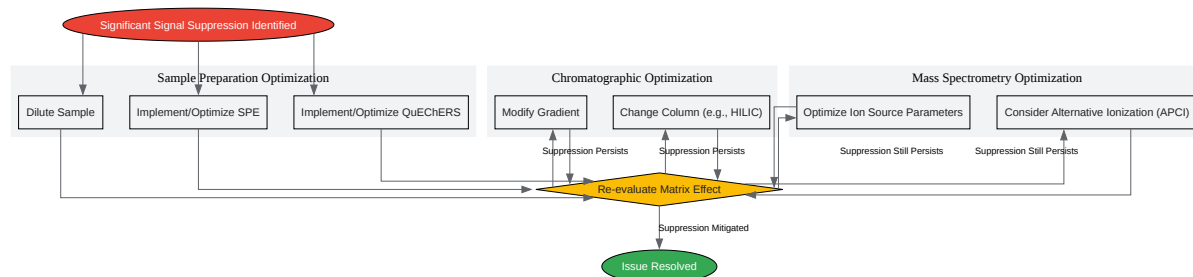 Significant Signal Suppression Identified
Sample Preparation Optimization
Chromatographic Optimization
Mass Spectrometry Optimization
Dilute Sample
Implement/Optimize SPE
Implement/Optimize QuEChERS
Modify Gradient
Change Column (e.g., HILIC)
Optimize Ion Source Parameters
Consider Alternative Ionization (APCI)
Suppression Persists
Suppression Persists
Suppression Still Persists
Suppression Still Persists
Re-evaluate Matrix Effect
Suppression Mitigated
Issue Resolved